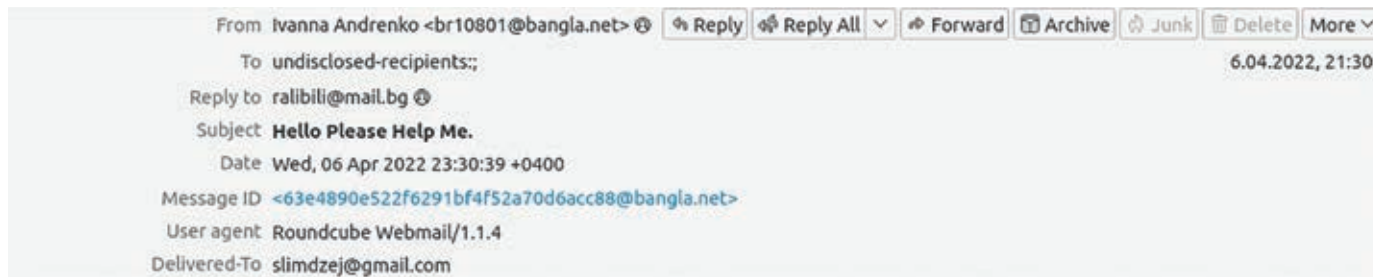 From Ivanna Andrenko <br10801@bangla.net> Reply Reply All Forward Archive Junk Delete More
To undisclosed-recipients:; 6.04.2022, 21:30
Reply to ralibili@mail.bg
Subject Hello Please Help Me.
Date Wed, 06 Apr 2022 23:30:39 +0400
Message ID <63e4890e522f6291bf4f52a70d6acc88@bangla.net>
User agent Roundcube Webmail/1.1.4
Delivered-To slimdzej@gmail.com